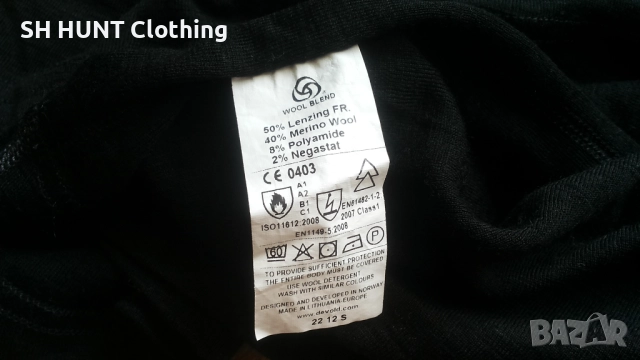 SH HUNT Clothing
WOOL BLEND
50% Lenzing FR.
40% Merino Wool
8% Polyamide
2% Negastat
CE 0403
A1
A2
B1
C1
ISO11612:2008
EN61482-1-2
2007 Class1
EN1149-5:2008
60
P
TO PROVIDE SUFFICIENT PROTECTION
THE ENTIRE BODY MUST BE COVERED
USE WOOL DETERGENT
WASH WITH SIMILAR COLOURS
DESIGNED AND DEVELOPED IN NORWAY
MADE IN LITHUANIA-EUROPE
www.devold.com
22 12 S
BAZAR